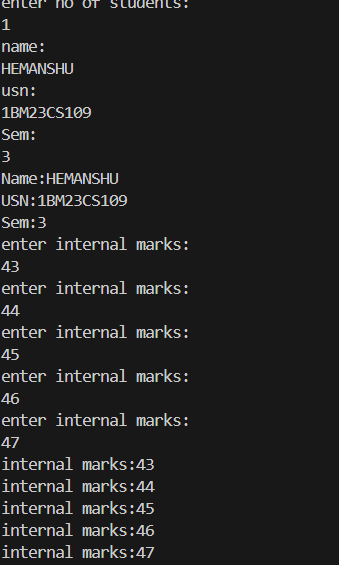 enter no of students:
1
name:
HEMANSHU
usn:
1BM23CS109
Sem:
3
Name:HEMANSHU
USN:1BM23CS109
Sem:3
enter internal marks:
43
enter internal marks:
44
enter internal marks:
45
enter internal marks:
46
enter internal marks:
47
internal marks:43
internal marks:44
internal marks:45
internal marks:46
internal marks:47